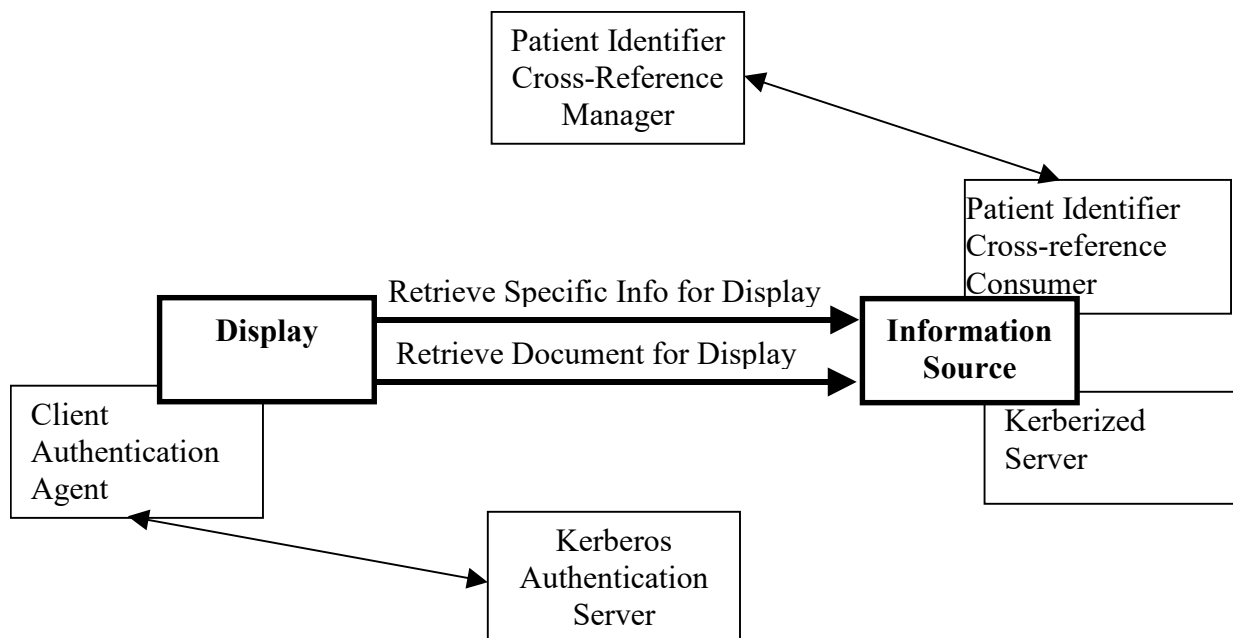 Patient Identifier
Cross-Reference
Manager
Patient Identifier
Cross-reference
Consumer
Retrieve Specific Info for Display
Display
Information
Source
Retrieve Document for Display
Client
Authentication
Agent
Kerberized
Server
Kerberos
Authentication
Server